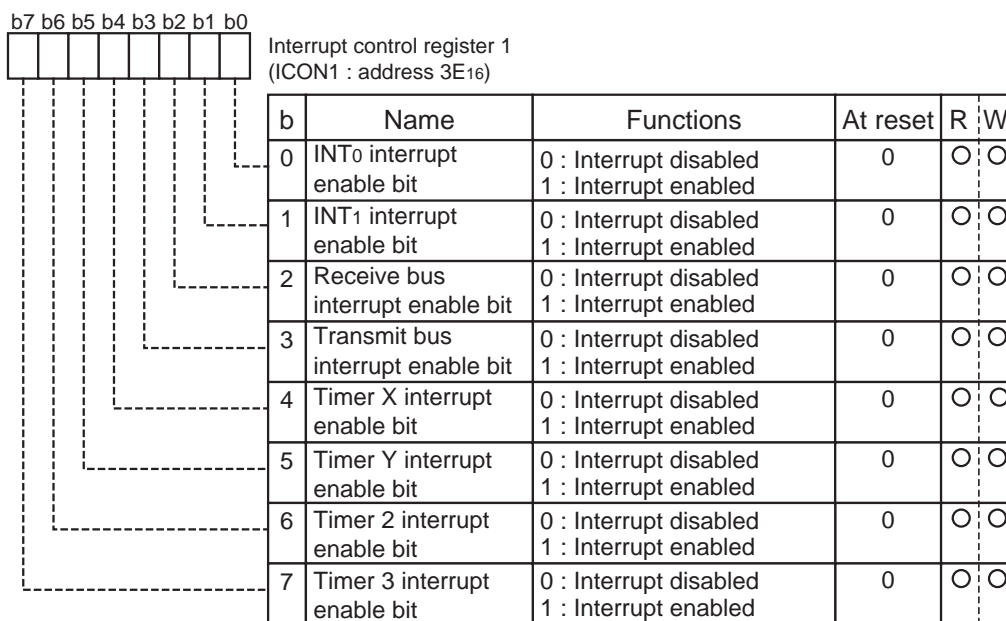 b7 b6 b5 b4 b3 b2 b1 b0
Interrupt control register 1
(ICON1 : address 3E16)
b Name Functions At reset R W
0 INT0 interrupt enable bit 0 : Interrupt disabled 0
1 : Interrupt enabled
1 INT1 interrupt enable bit 0 : Interrupt disabled 0
1 : Interrupt enabled
2 Receive bus interrupt enable bit 0 : Interrupt disabled 0
1 : Interrupt enabled
3 Transmit bus interrupt enable bit 0 : Interrupt disabled 0
1 : Interrupt enabled
4 Timer X interrupt enable bit 0 : Interrupt disabled 0
1 : Interrupt enabled
5 Timer Y interrupt enable bit 0 : Interrupt disabled 0
1 : Interrupt enabled
6 Timer 2 interrupt enable bit 0 : Interrupt disabled 0
1 : Interrupt enabled
7 Timer 3 interrupt enable bit 0 : Interrupt disabled 0
1 : Interrupt enabled